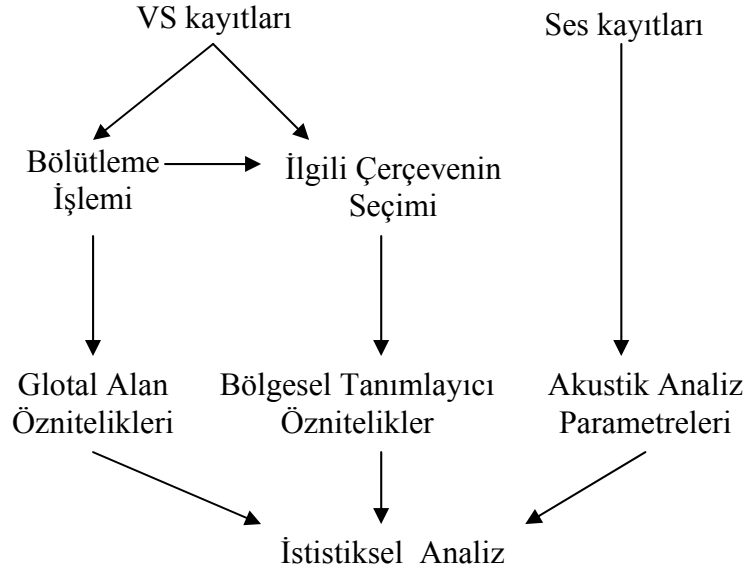 VS kayıtları
Ses kayıtları
Bölütleme
İşlemi
İlgili Çerçevenin
Seçimi
Glotal Alan
Öznitelikleri
Bölgesel Tanımlayıcı
Öznitelikler
Akustik Analiz
Parametreleri
İstistiksel Analiz